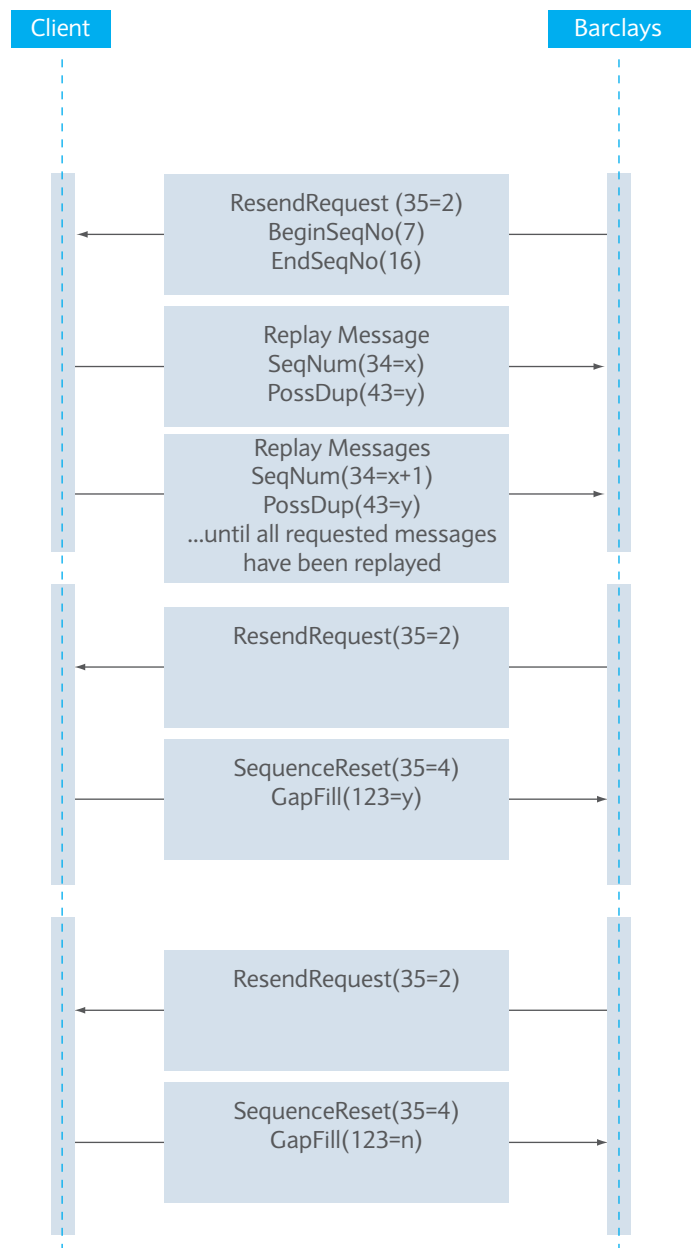 Client
Barclays
ResendRequest (35=2)
BeginSeqNo(7)
EndSeqNo(16)
Replay Message
SeqNum(34=x)
PossDup(43=y)
Replay Messages
SeqNum(34=x+1)
PossDup(43=y)
...until all requested messages
have been replayed
ResendRequest(35=2)
SequenceReset(35=4)
GapFill(123=y)
ResendRequest(35=2)
SequenceReset(35=4)
GapFill(123=n)